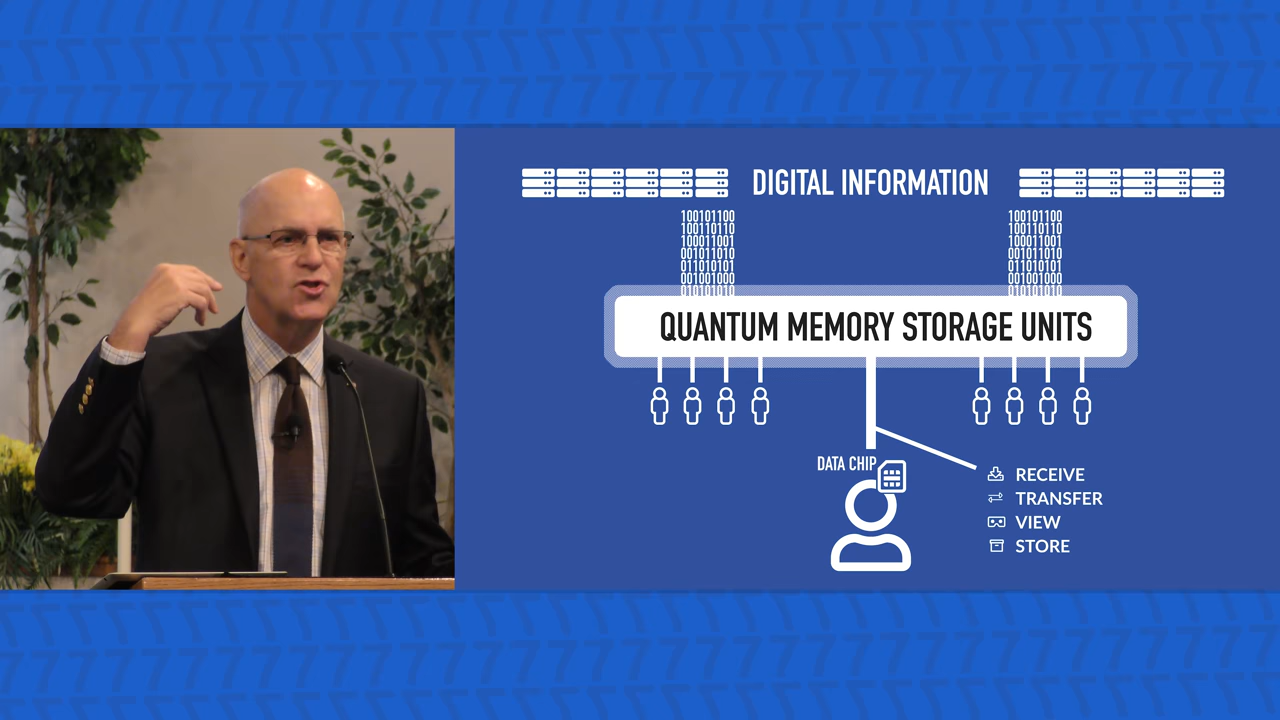 DIGITAL INFORMATION
100101100
100110110
100011001
001011010
011010101
001001000
010101010
100101100
100110110
100011001
001011010
011010101
001001000
010101010
QUANTUM MEMORY STORAGE UNITS
DATA CHIP
RECEIVE
TRANSFER
VIEW
STORE